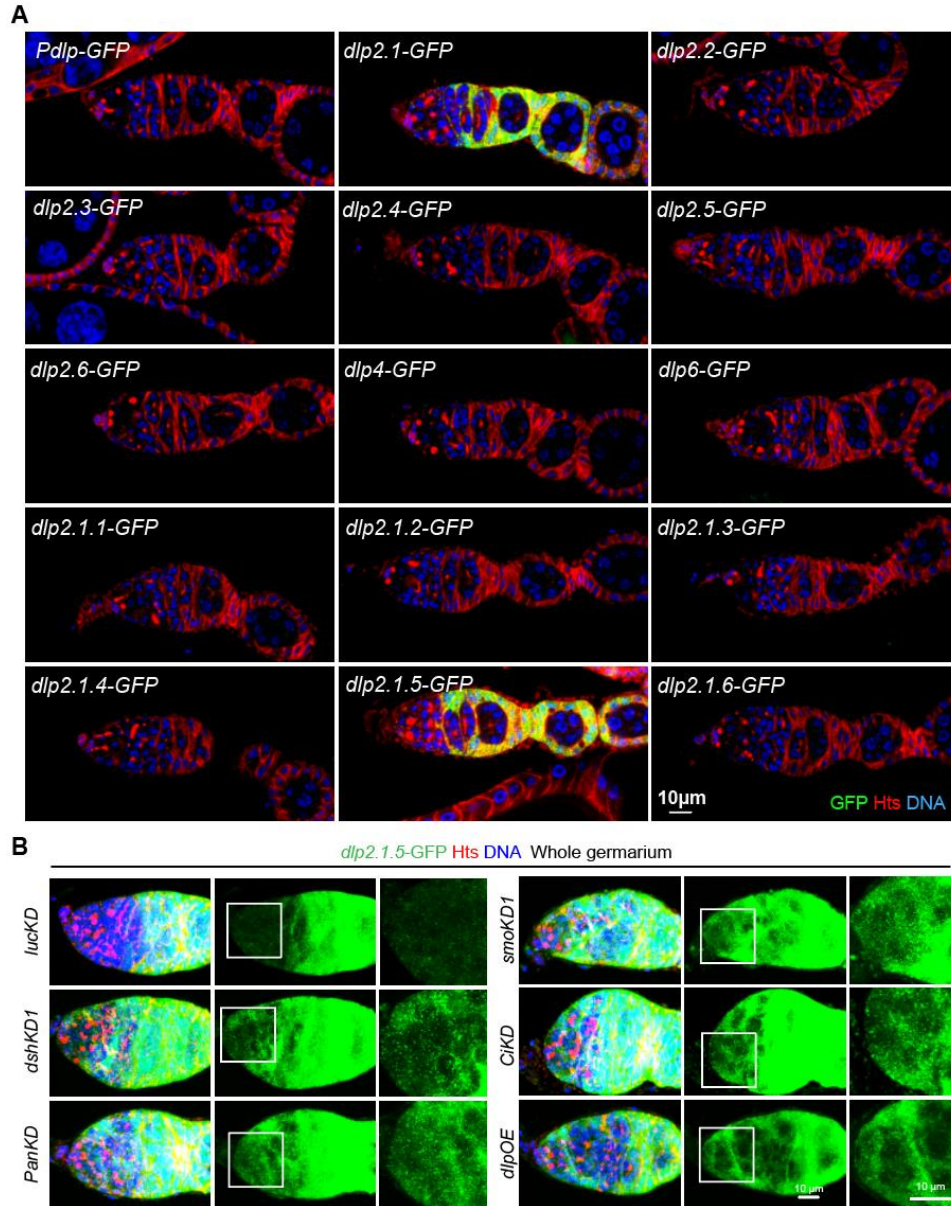 A
Pdlp-GFP
dlp2.1-GFP
dlp2.2-GFP
dlp2.3-GFP
dlp2.4-GFP
dlp2.5-GFP
dlp2.6-GFP
dlp4-GFP
dlp6-GFP
dlp2.1.1-GFP
dlp2.1.2-GFP
dlp2.1.3-GFP
dlp2.1.4-GFP
dlp2.1.5-GFP
dlp2.1.6-GFP
10μm
GFP Hts DNA
B
dlp2.1.5-GFP Hts DNA Whole germarium
lucKD
smoKD1
dshKD1
CiKD
PanKD
dlpOE
10 μm
10 μm